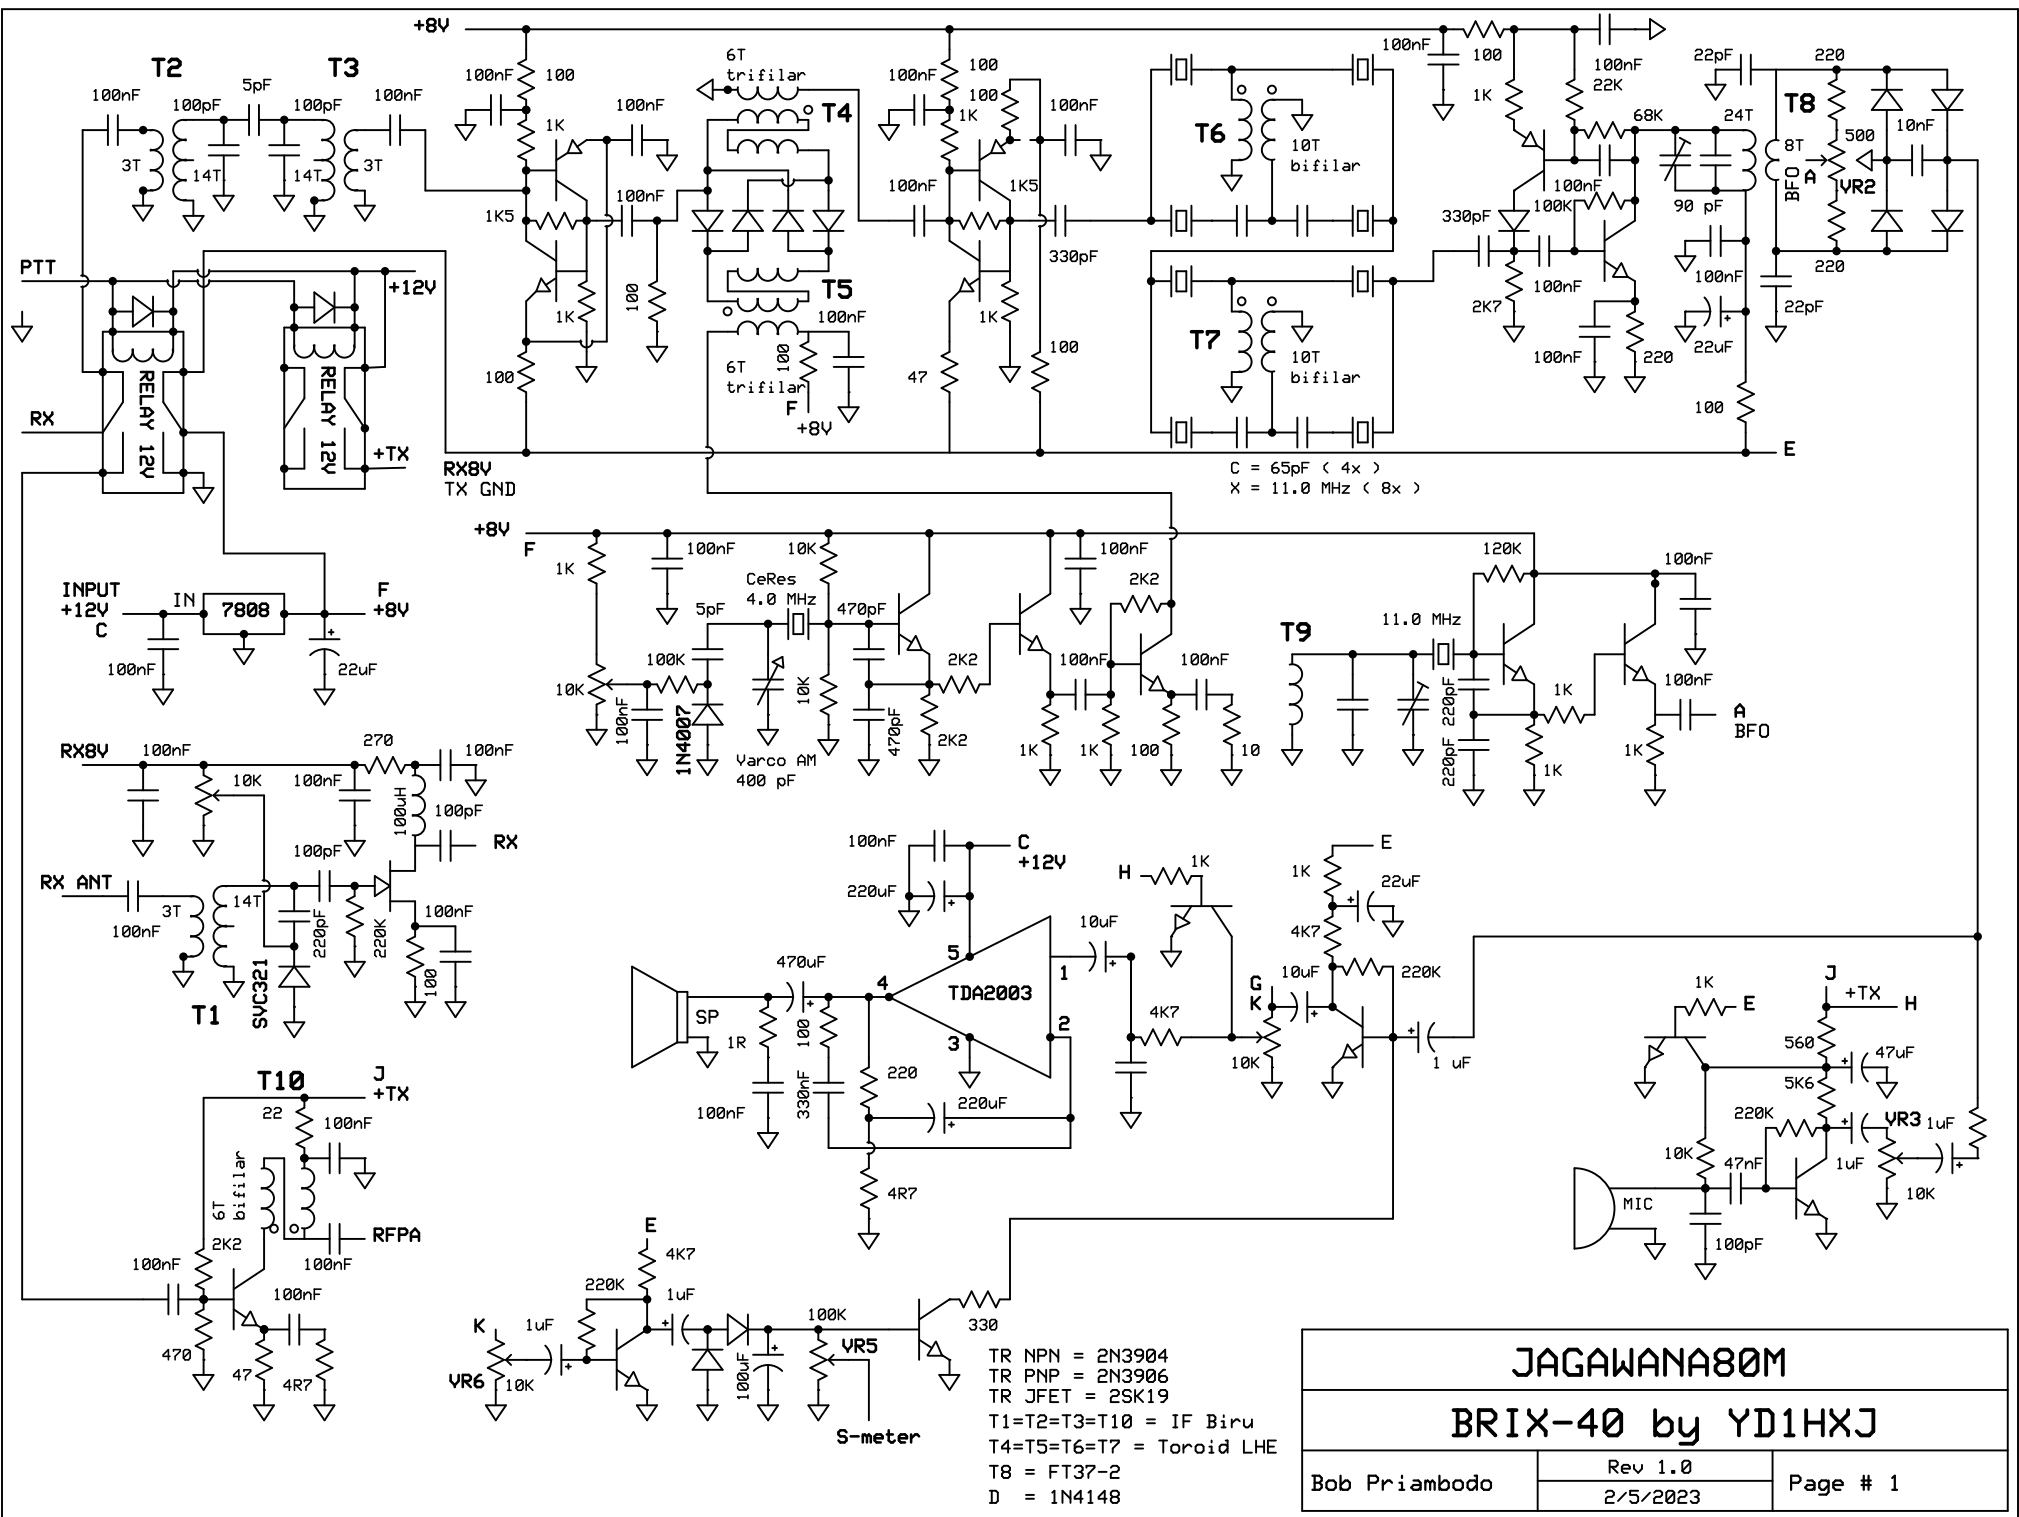 +8V
T2
T3
5pF
100nF
100pF
100pF
100nF
3T
14T
14T
3T
100nF
100
1K
100nF
1K5
100nF
1K
100
100
6T
trifilar
T4
T5
100nF
6T
trifilar
100
F
+8V
100nF
100
100
1K
100nF
100nF
1K5
330pF
1K
47
100
T6
10T
bifilar
T7
10T
bifilar
C = 65pF ( 4x )
X = 11.0 MHz ( 8x )
100nF
100
1K
100nF
22K
68K
100nF
100K
330pF
2K7
100nF
100nF
220
24T
90 pF
100nF
22uF
100
E
22pF
220
T8
8T
BFO
A
500
VR2
10nF
220
22pF
PTT
+12V
RELAY 12V
RELAY 12V
RX
+TX
RX8V
TX GND
INPUT
+12V
C
IN
7808
F
+8V
100nF
22uF
+8V
F
1K
10K
100nF
100K
1N4007
100nF
5pF
CeRes
4.0 MHz
Varco AM
400 pF
10K
10K
470pF
470pF
2K2
2K2
1K
100nF
100nF
1K
2K2
100
100nF
10
T9
11.0 MHz
120K
220pF
220pF
1K
1K
1K
100nF
100nF
A
BFO
RX8V
100nF
10K
100nF
270
100nF
100uH
100pF
RX
RX ANT
100nF
3T
14T
T1
100pF
220pF
SVC321
220K
100nF
100
100nF
220uF
C
+12V
470uF
SP
1R
100nF
100
330nF
4
5
3
TDA2003
1
2
220
220uF
4R7
10uF
H
1K
4K7
G
K
10K
10uF
E
1K
22uF
4K7
220K
1 uF
1K
E
J
+TX
H
560
47uF
5K6
220K
10K
47nF
1uF
VR3
1uF
10K
MIC
100pF
T10
J
+TX
22
100nF
6T
bifilar
RFPA
100nF
2K2
100nF
100nF
470
47
4R7
E
4K7
220K
K
1uF
VR6
10K
1uF
100uF
100K
VR5
S-meter
330
TR NPN = 2N3904
TR PNP = 2N3906
TR JFET = 2SK19
T1=T2=T3=T10 = IF Biru
T4=T5=T6=T7 = Toroid LHE
T8 = FT37-2
D = 1N4148
JAGAWANA80M
BRIX-40 by YD1HXJ
Bob Priambodo
Rev 1.0
2/5/2023
Page # 1